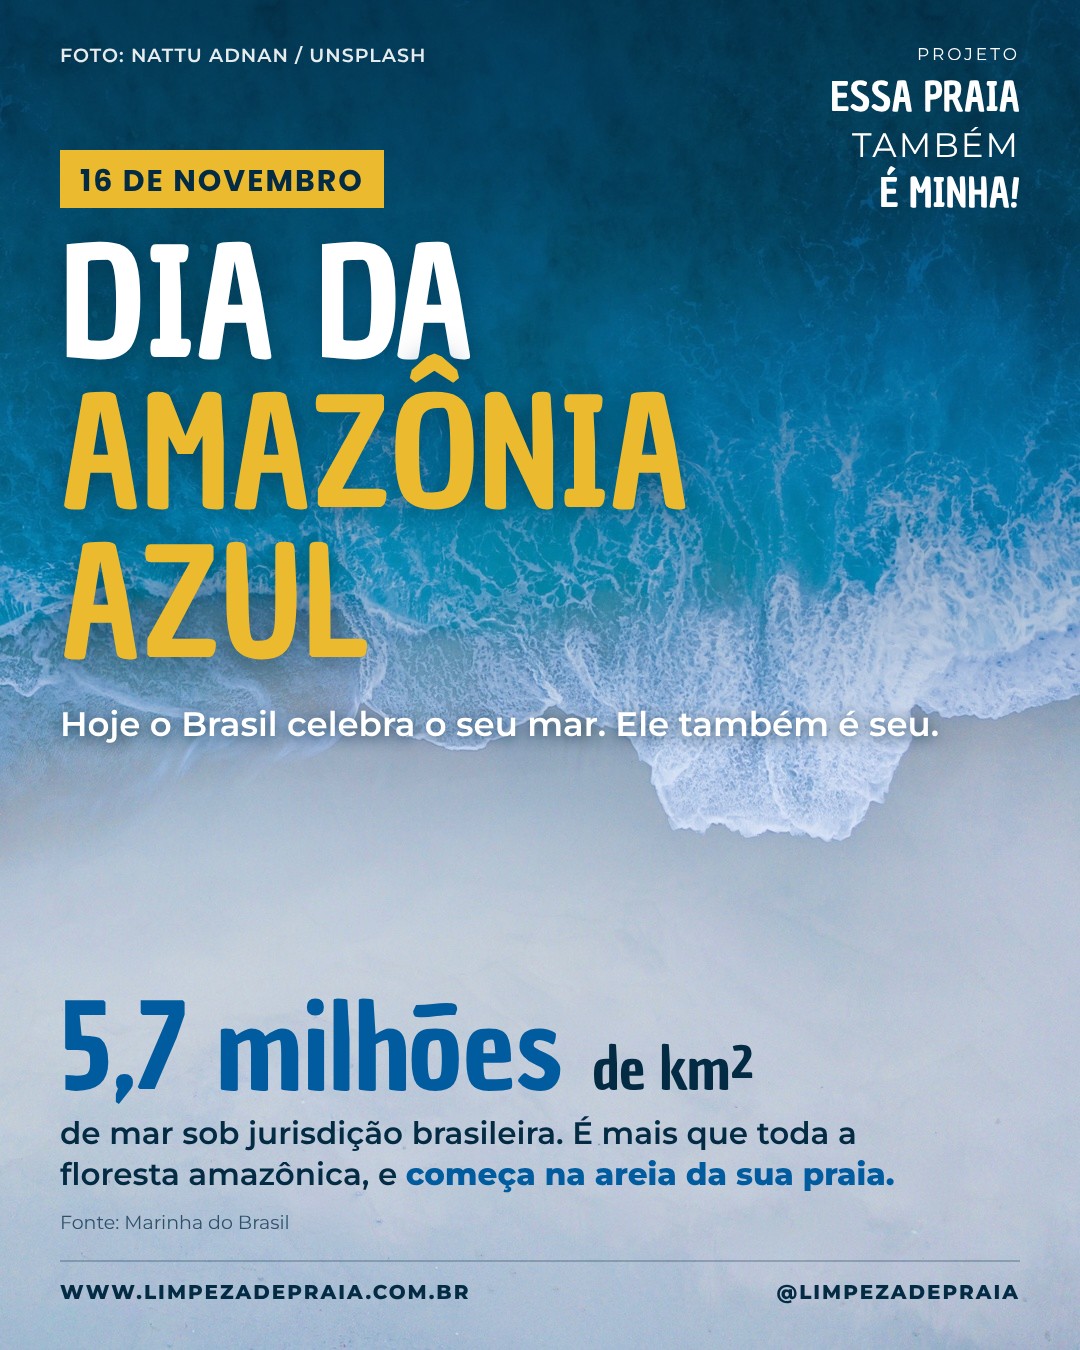 FOTO: NATTU ADNAN / UNSPLASH
PROJETO
ESSA PRAIA
TAMBÉM
É MINHA!
16 DE NOVEMBRO
DIA DA
AMAZÔNIA
AZUL
Hoje o Brasil celebra o seu mar. Ele também é seu.
5,7 milhões de km²
de mar sob jurisdição brasileira. É mais que toda a
floresta amazônica, e começa na areia da sua praia.
Fonte: Marinha do Brasil
WWW.LIMPEZADEPRAIA.COM.BR
@LIMPEZADEPRAIA